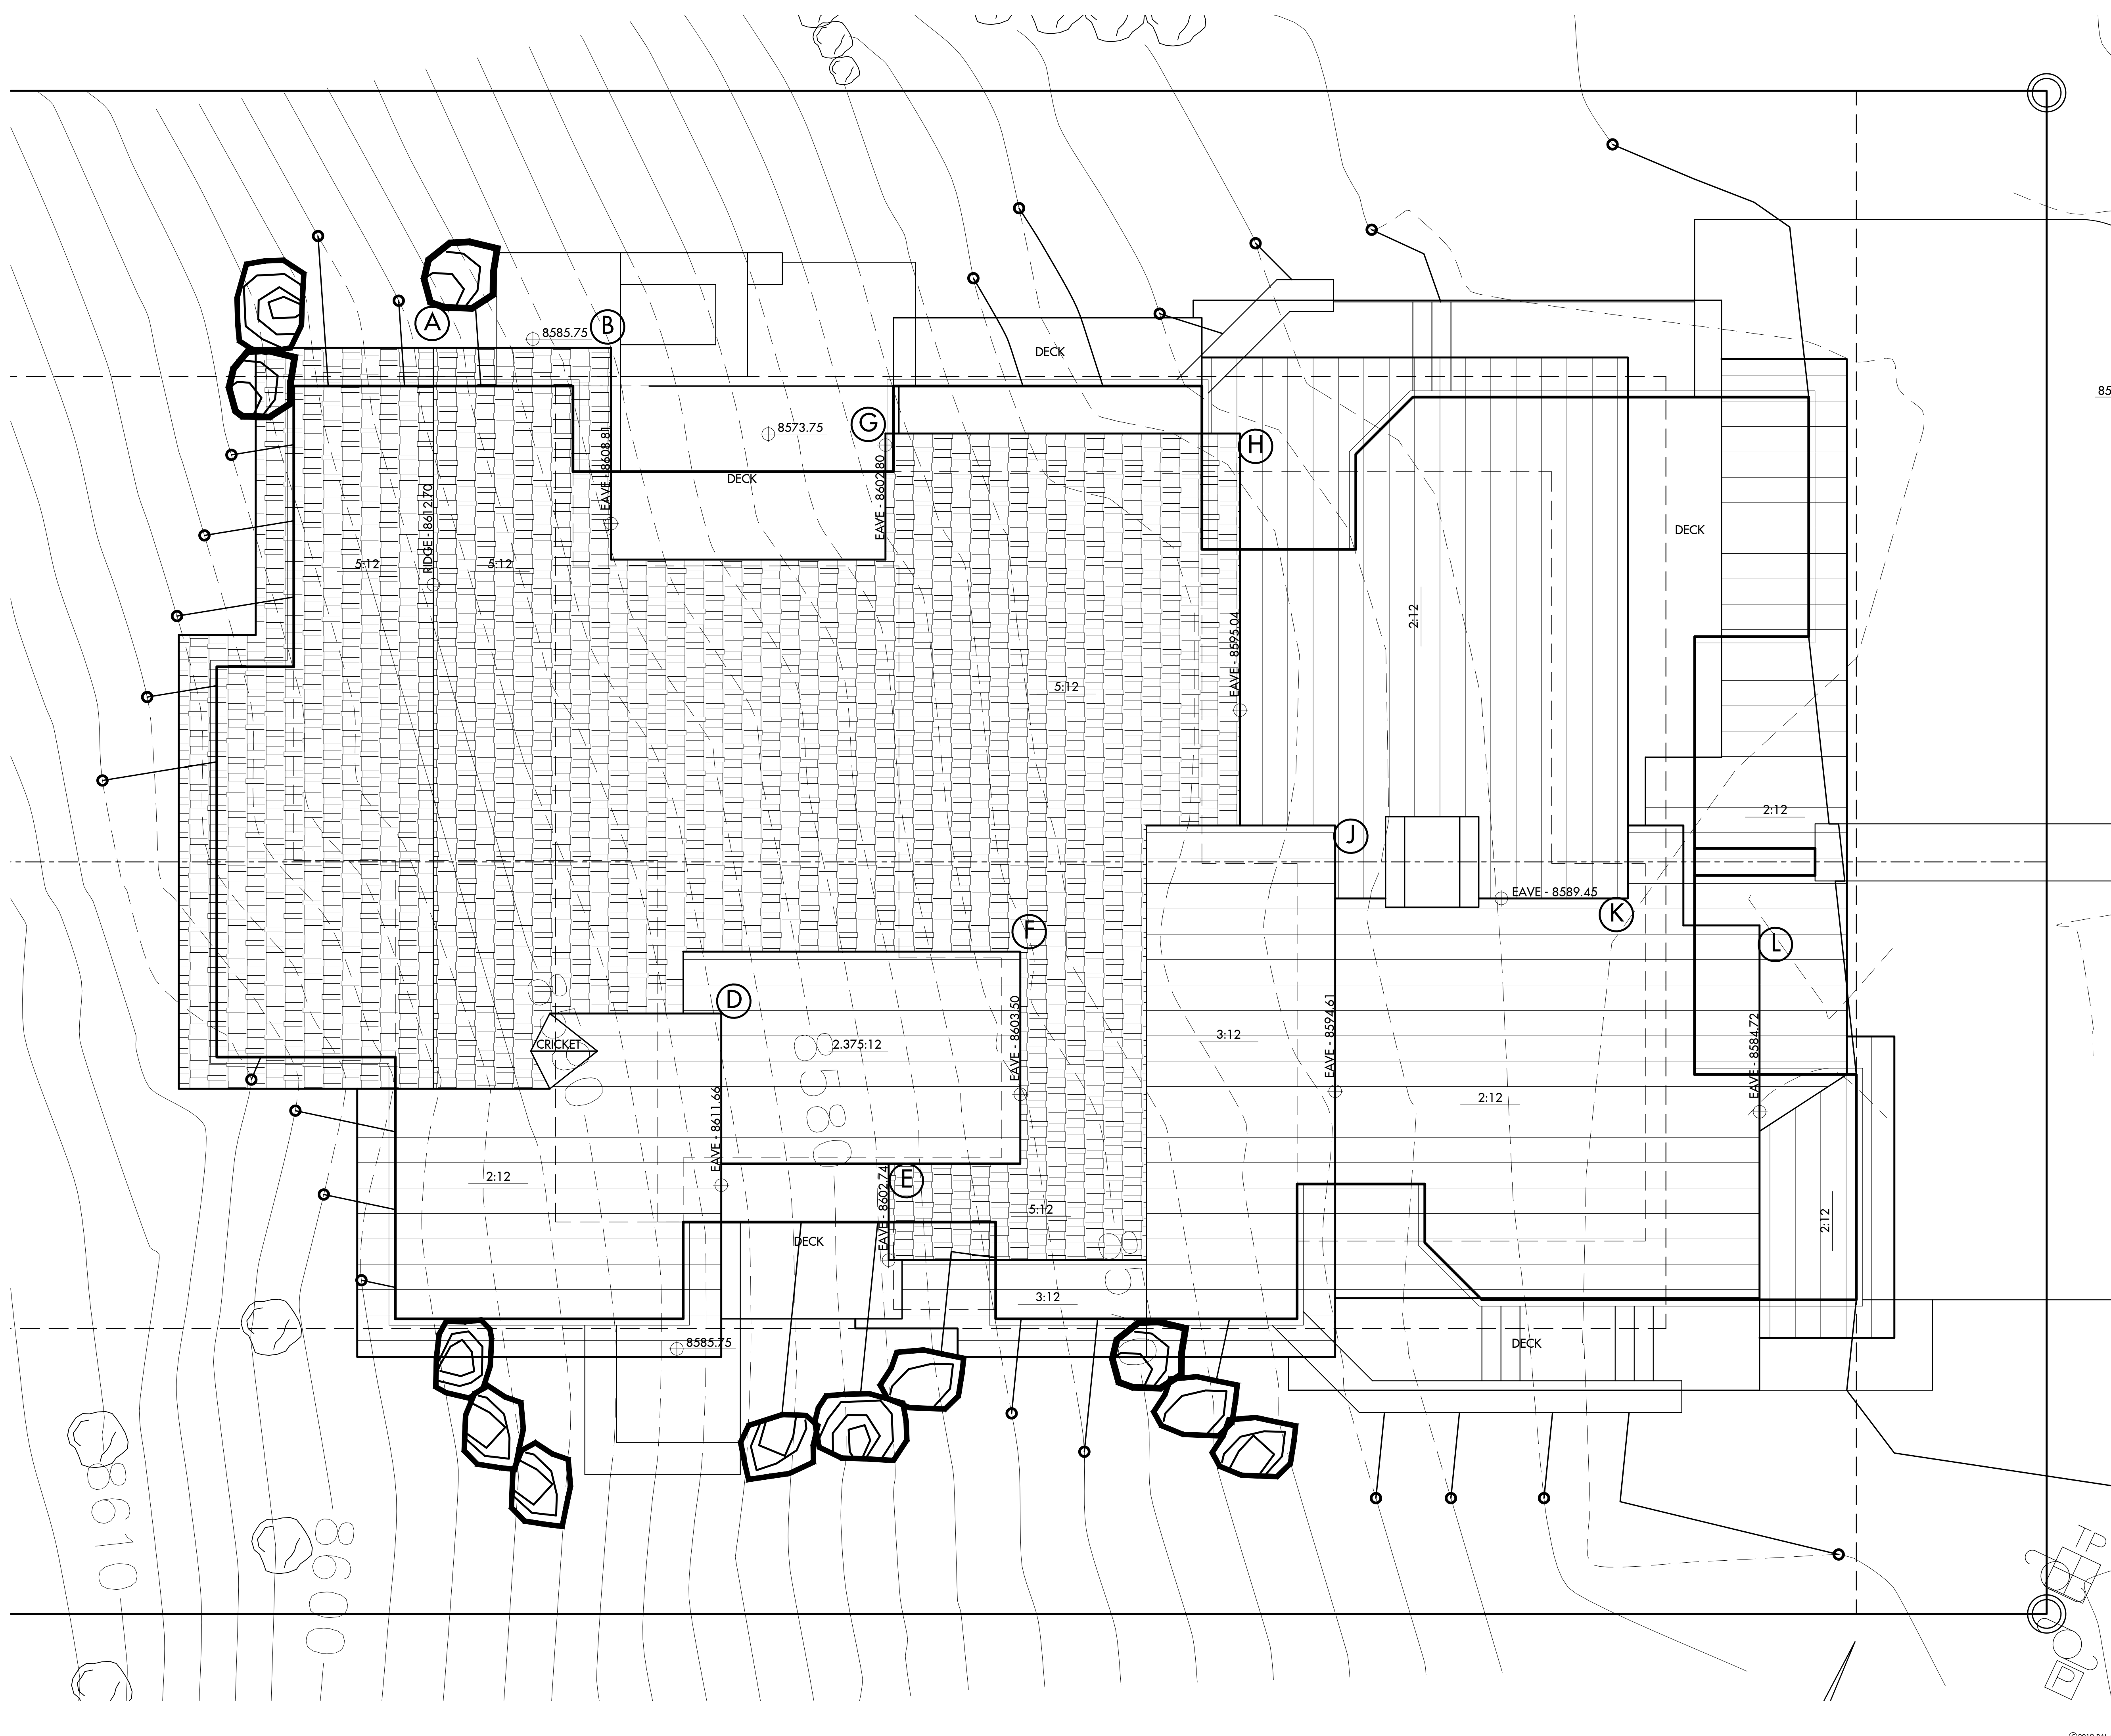 A
B
8585.75
DECK
8573.75
G
H
EAVE - 8608.81
DECK
EAVE - 8602.80
RIDGE - 8612.70
DECK
5:12
5:12
2:12
EAVE - 8595.04
5:12
2:12
J
EAVE - 8589.45
K
F
L
D
CRICKET
2.375:12
EAVE - 8603.50
3:12
EAVE - 8594.61
EAVE - 8584.72
2:12
EAVE - 8611.66
2:12
E
EAVE - 8602.74
5:12
2:12
DECK
3:12
8585.75
DECK
8610
8600
TP
P